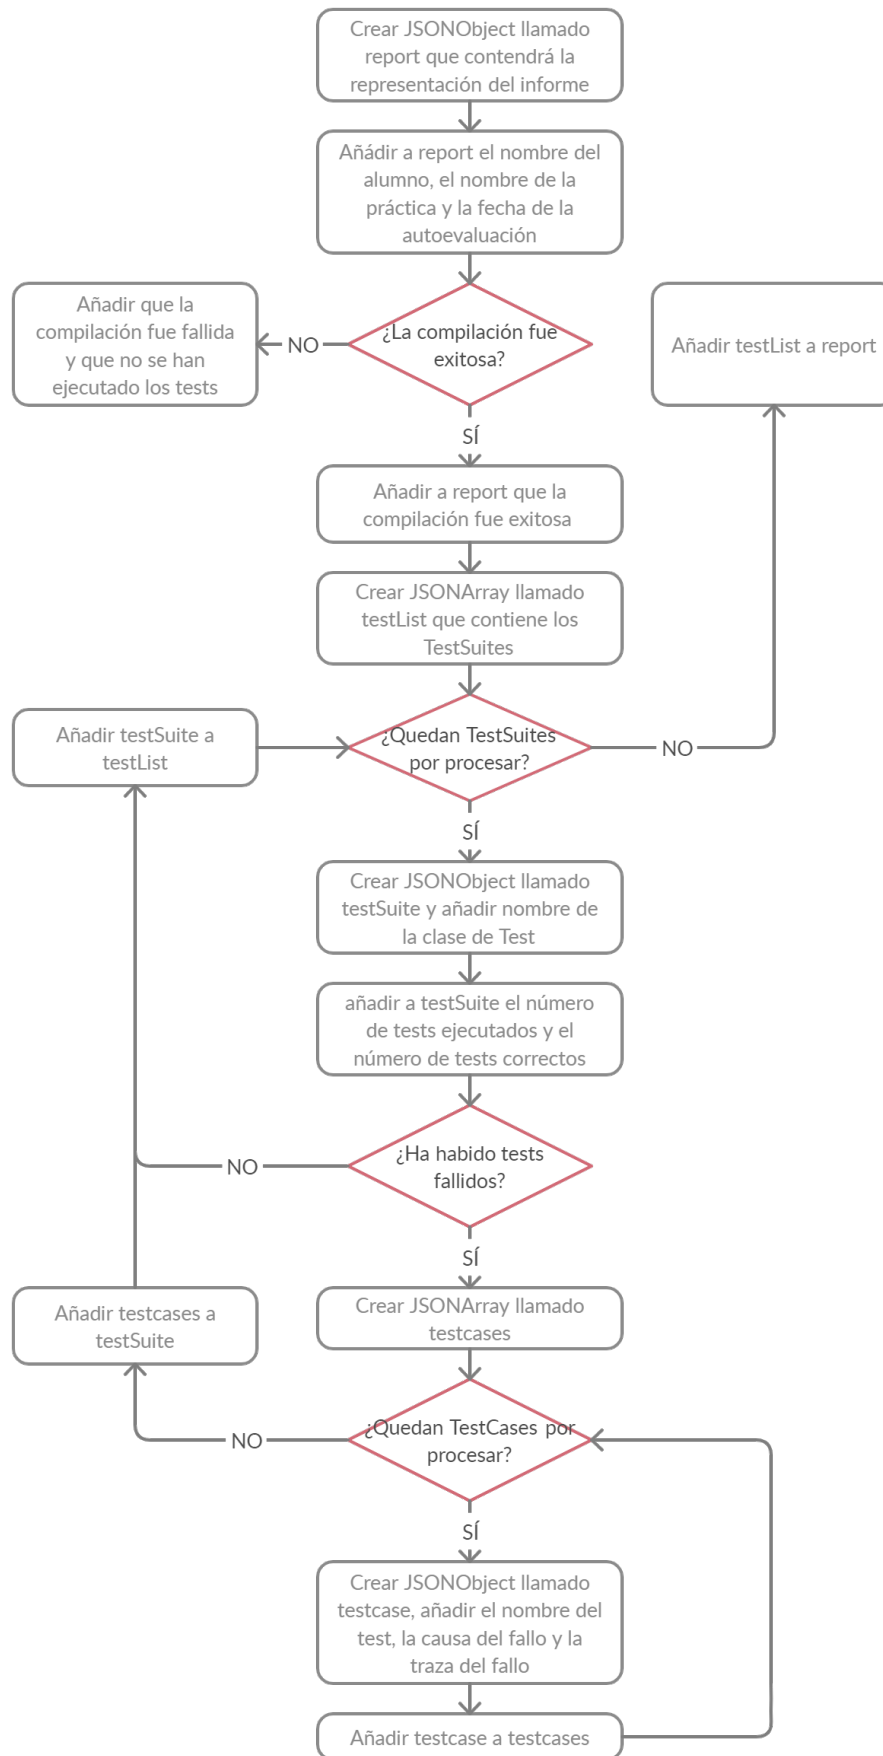 Crear JSONObject llamado
report que contendrá la
representación del informe
Añádir a report el nombre del
alumno, el nombre de la
práctica y la fecha de la
autoevaluación
Añadir que la
compilación fue fallida
y que no se han
ejecutado los tests
NO
¿La compilación fue
exitosa?
Añadir testList a report
SÍ
Añadir a report que la
compilación fue exitosa
Crear JSONArray llamado
testList que contiene los
TestSuites
Añadir testSuite a
testList
¿Quedan TestSuites
por procesar?
NO
SÍ
Crear JSONObject llamado
testSuite y añadir nombre de
la clase de Test
añadir a testSuite el número
de tests ejecutados y el
número de tests correctos
¿Ha habido tests
fallidos?
NO
SÍ
Añadir testcases a
testSuite
Crear JSONArray llamado
testcases
¿Quedan TestCases por
procesar?
NO
SÍ
Crear JSONObject llamado
testcase, añadir el nombre del
test, la causa del fallo y la
traza del fallo
Añadir testcase a testcases